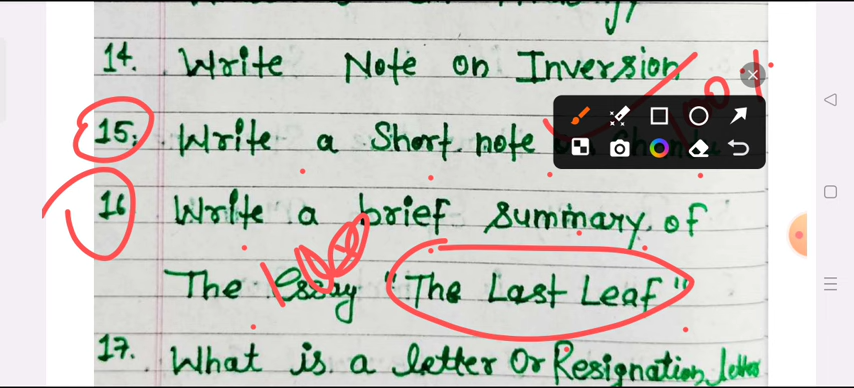 14. Write Note on Inversion 100%
15. Write a Short note
16 Write a brief summary of
The Essay "The Last Leaf"
17. What is a letter Or Resignation letter